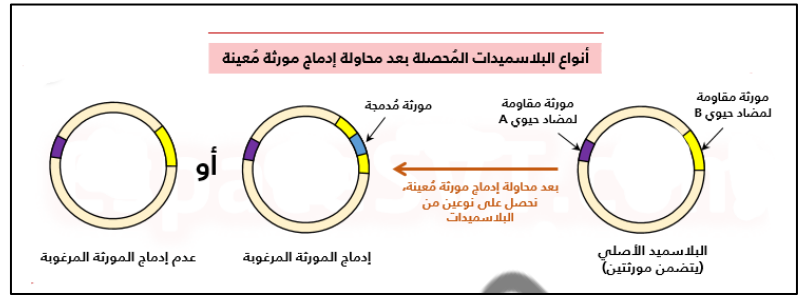 أنواع البلاسميدات المُحصلة بعد محاولة إدماج مورثة مُعينة
مورثة مقاومة
لمضاد حيوي B
مورثة مقاومة
لمضاد حيوي A
مورثة مُدمجة
أو
بعد محاولة إدماج مورثة مُعينة،
نحصل على نوعين من
البلاسميدات
البلاسميد الأصلي
(يتضمن مورثتين)
إدماج المورثة المرغوبة
عدم إدماج المورثة المرغوبة